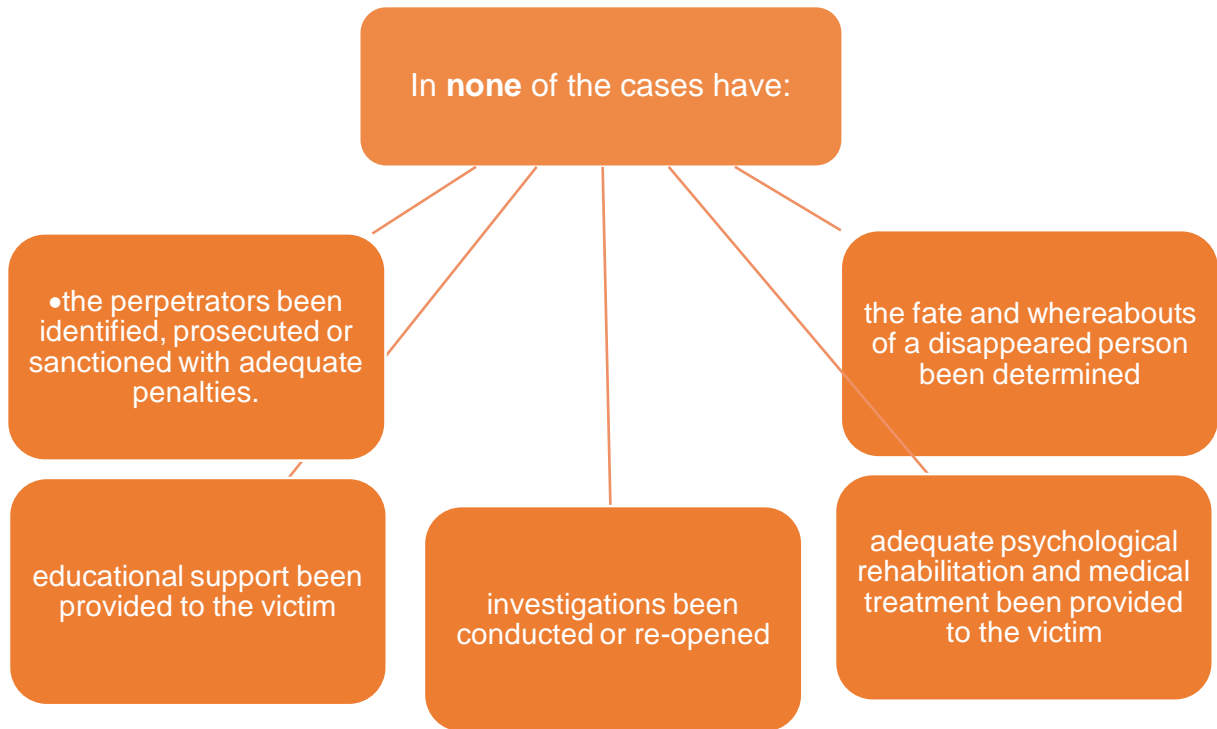 In none of the cases have:
•the perpetrators been
identified, prosecuted or
sanctioned with adequate
penalties.
the fate and whereabouts
of a disappeared person
been determined
educational support been
provided to the victim
investigations been
conducted or re-opened
adequate psychological
rehabilitation and medical
treatment been provided
to the victim